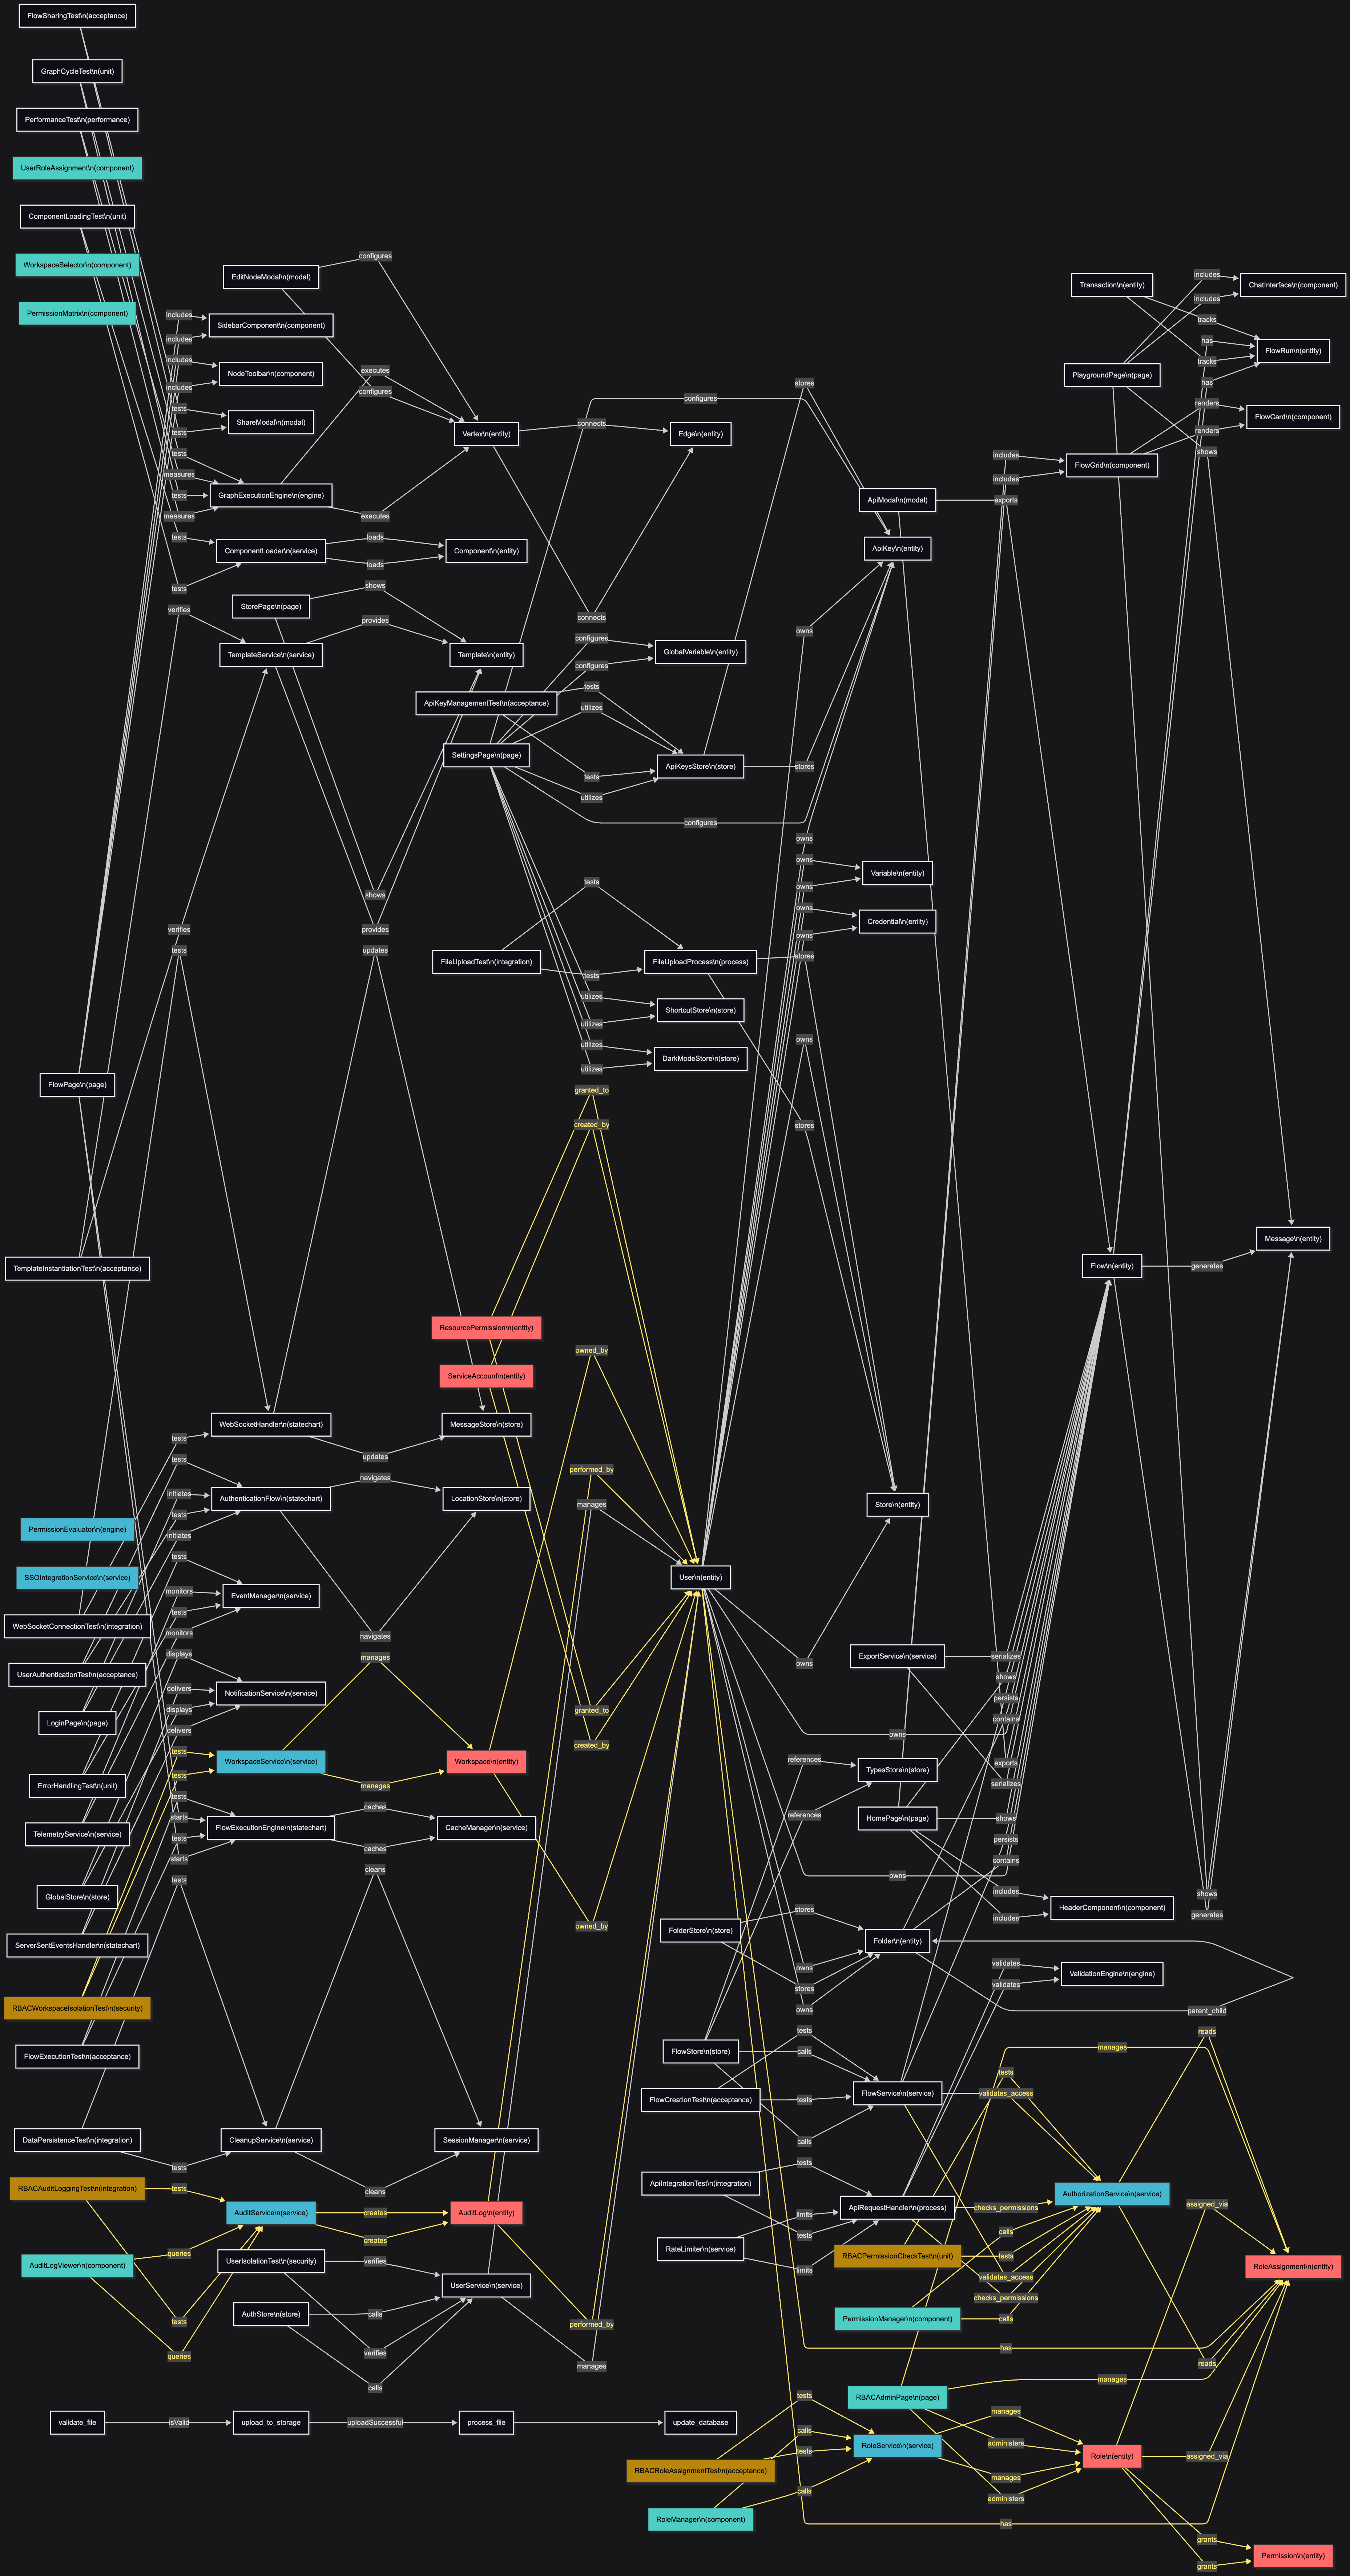 FlowSharingTest\n(acceptance)
GraphCycleTest\n(unit)
PerformanceTest\n(performance)
UserRoleAssignment\n(component)
ComponentLoadingTest\n(unit)
WorkspaceSelector\n(component)
PermissionMatrix\n(component)
FlowPage\n(page)
TemplateInstantiationTest\n(acceptance)
PermissionEvaluator\n(engine)
SSOIntegrationService\n(service)
WebSocketConnectionTest\n(integration)
UserAuthenticationTest\n(acceptance)
LoginPage\n(page)
ErrorHandlingTest\n(unit)
TelemetryService\n(service)
GlobalStore\n(store)
ServerSentEventsHandler\n(statechart)
RBACWorkspaceIsolationTest\n(security)
FlowExecutionTest\n(acceptance)
DataPersistenceTest\n(integration)
RBACAuditLoggingTest\n(integration)
AuditLogViewer\n(component)
validate_file
includes
includes
includes
includes
tests
tests
tests
measures
tests
measures
tests
tests
verifies
verifies
tests
tests
tests
initiates
tests
initiates
tests
monitors
tests
monitors
displays
delivers
displays
delivers
tests
tests
tests
starts
tests
starts
tests
tests
tests
queries
tests
queries
isValid
EditNodeModal\n(modal)
SidebarComponent\n(component)
NodeToolbar\n(component)
ShareModal\n(modal)
GraphExecutionEngine\n(engine)
ComponentLoader\n(service)
StorePage\n(page)
TemplateService\n(service)
WebSocketHandler\n(statechart)
AuthenticationFlow\n(statechart)
EventManager\n(service)
NotificationService\n(service)
WorkspaceService\n(service)
FlowExecutionEngine\n(statechart)
CleanupService\n(service)
AuditService\n(service)
UserIsolationTest\n(security)
AuthStore\n(store)
upload_to_storage
configures
executes
configures
executes
loads
loads
shows
provides
shows
provides
updates
updates
navigates
navigates
manages
manages
caches
caches
cleans
cleans
creates
creates
verifies
calls
verifies
calls
uploadSuccessful
Vertex\n(entity)
Component\n(entity)
Template\n(entity)
ApiKeyManagementTest\n(acceptance)
SettingsPage\n(page)
FileUploadTest\n(integration)
ResourcePermission\n(entity)
ServiceAccount\n(entity)
MessageStore\n(store)
LocationStore\n(store)
Workspace\n(entity)
CacheManager\n(service)
SessionManager\n(service)
AuditLog\n(entity)
UserService\n(service)
process_file
connects
connects
configures
configures
tests
utilizes
tests
utilizes
tests
tests
utilizes
utilizes
utilizes
utilizes
granted_to
created_by
owned_by
performed_by
manages
granted_to
created_by
owned_by
performed_by
manages
Edge\n(entity)
GlobalVariable\n(entity)
ApiKeysStore\n(store)
FileUploadProcess\n(process)
ShortcutStore\n(store)
DarkModeStore\n(store)
User\n(entity)
FolderStore\n(store)
FlowStore\n(store)
FlowCreationTest\n(acceptance)
ApiIntegrationTest\n(integration)
RateLimiter\n(service)
update_database
RBACRoleAssignmentTest\n(acceptance)
RoleManager\n(component)
configures
configures
stores
owns
stores
owns
owns
owns
owns
owns
stores
owns
stores
owns
references
references
stores
owns
stores
owns
tests
calls
tests
calls
tests
limits
tests
limits
tests
calls
tests
calls
ApiModal\n(modal)
ApiKey\n(entity)
Variable\n(entity)
Credential\n(entity)
Store\n(entity)
ExportService\n(service)
owns
TypesStore\n(store)
HomePage\n(page)
owns
Folder\n(entity)
FlowService\n(service)
ApiRequestHandler\n(process)
RBACPermissionCheckTest\n(unit)
PermissionManager\n(component)
RBACAdminPage\n(page)
RoleService\n(service)
includes
includes
exports
serializes
shows
persists
contains
exports
serializes
shows
persists
contains
includes
includes
validates
validates
tests
validates_access
checks_permissions
calls
tests
validates_access
checks_permissions
calls
has
manages
administers
manages
administers
has
Transaction\n(entity)
PlaygroundPage\n(page)
FlowGrid\n(component)
Flow\n(entity)
HeaderComponent\n(component)
ValidationEngine\n(engine)
manages
AuthorizationService\n(service)
manages
Role\n(entity)
includes
includes
tracks
has
tracks
has
renders
renders
shows
generates
shows
generates
parent_child
reads
assigned_via
reads
assigned_via
grants
grants
ChatInterface\n(component)
FlowRun\n(entity)
FlowCard\n(component)
Message\n(entity)
RoleAssignment\n(entity)
Permission\n(entity)